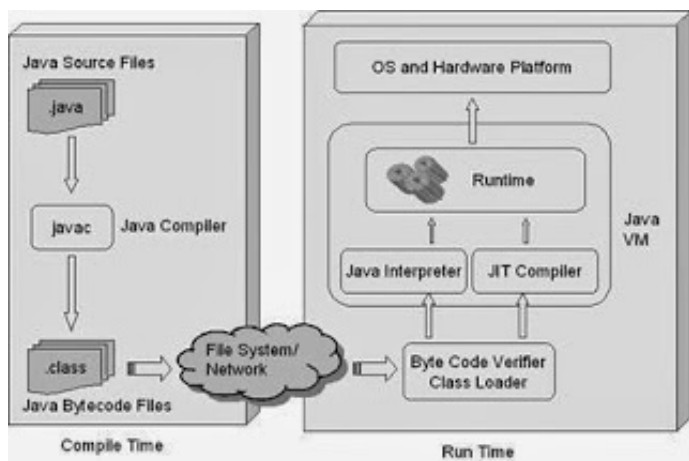 Java Source Files
.java
javac
Java Compiler
.class
Java Bytecode Files
Compile Time
File System/
Network
OS and Hardware Platform
Runtime
Java
VM
Java Interpreter
JIT Compiler
Byte Code Verifier
Class Loader
Run Time